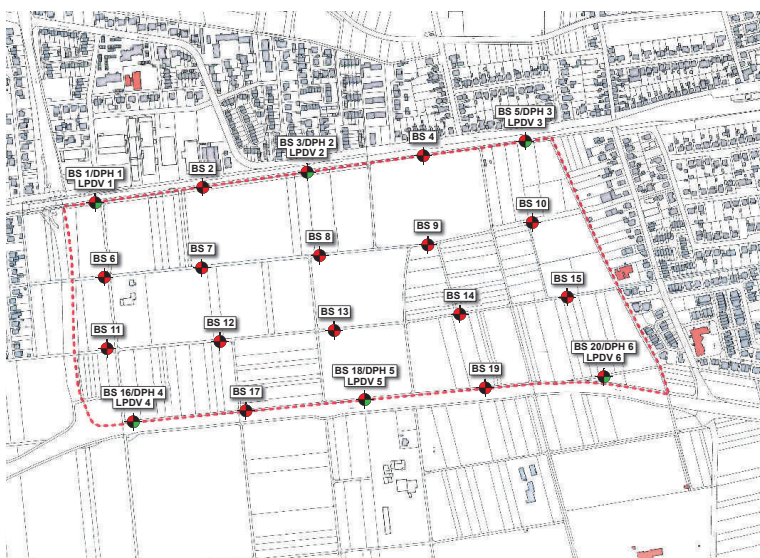 BS 5/DPH 3
LPDV 3
BS 4
BS 3/DPH 2
LPDV 2
BS 2
BS 1/DPH 1
LPDV 1
BS 10
BS 9
BS 8
BS 7
BS 6
BS 15
BS 14
BS 13
BS 12
BS 11
BS 20/DPH 6
LPDV 6
BS 19
BS 18/DPH 5
LPDV 5
BS 17
BS 16/DPH 4
LPDV 4